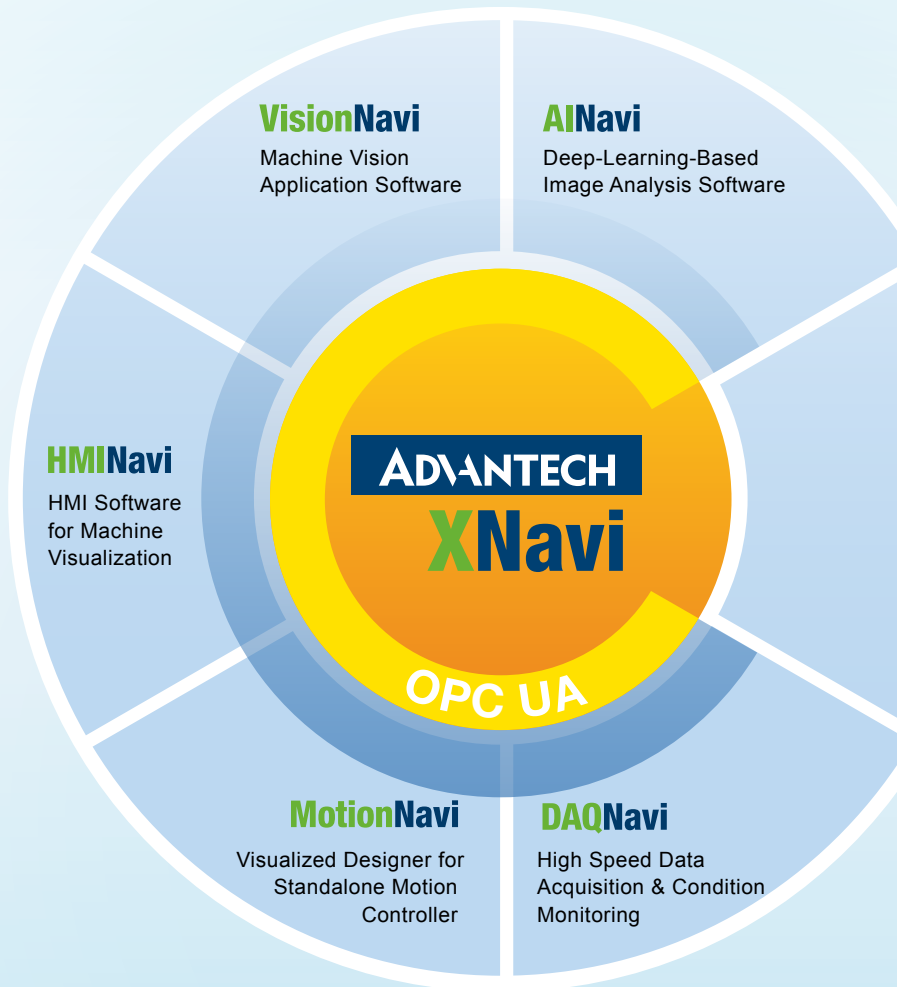 VisionNavi
Machine Vision
Application Software
AINavi
Deep-Learning-Based
Image Analysis Software
HMINavi
HMI Software
for Machine
Visualization
ADVANTECH
XNavi
OPC UA
MotionNavi
Visualized Designer for
Standalone Motion
Controller
DAQNavi
High Speed Data
Acquisition & Condition
Monitoring